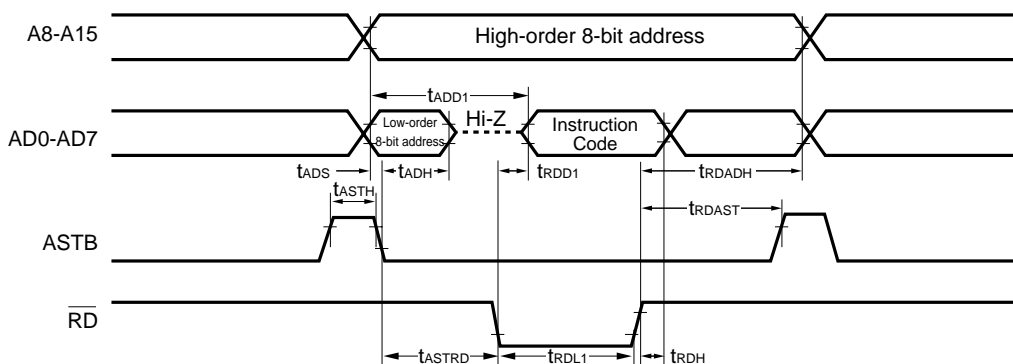 A8-A15
High-order 8-bit address
tADD1
AD0-AD7
Low-order
8-bit address
Hi-Z
Instruction
Code
tADS
tADH
tRDD1
tRDADH
tASTH
tRDAST
ASTB
RD
tASTRD
tRDL1
tRDH